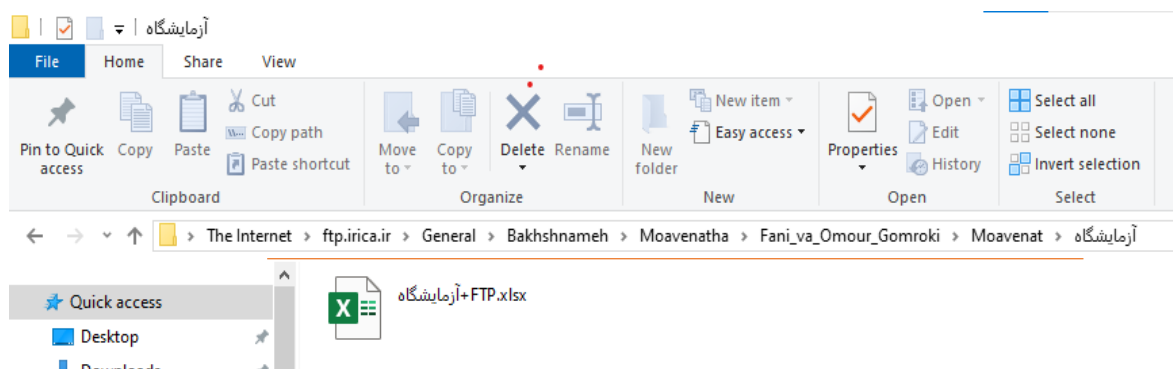 آزمایشگاه
File Home Share View
Pin to Quick access
Copy
Paste
Cut
Copy path
Paste shortcut
Move to
Copy to
Delete
Rename
New folder
New item
Easy access
Properties
Open
Edit
History
Select all
Select none
Invert selection
Clipboard Organize New Open Select
The Internet > ftp.irica.ir > General > Bakhshnameh > Moavenatha > Fani_va_Omour_Gomroki > Moavenat > آزمایشگاه
Quick access
Desktop
Downloads
آزمایشگاه+FTP.xlsx